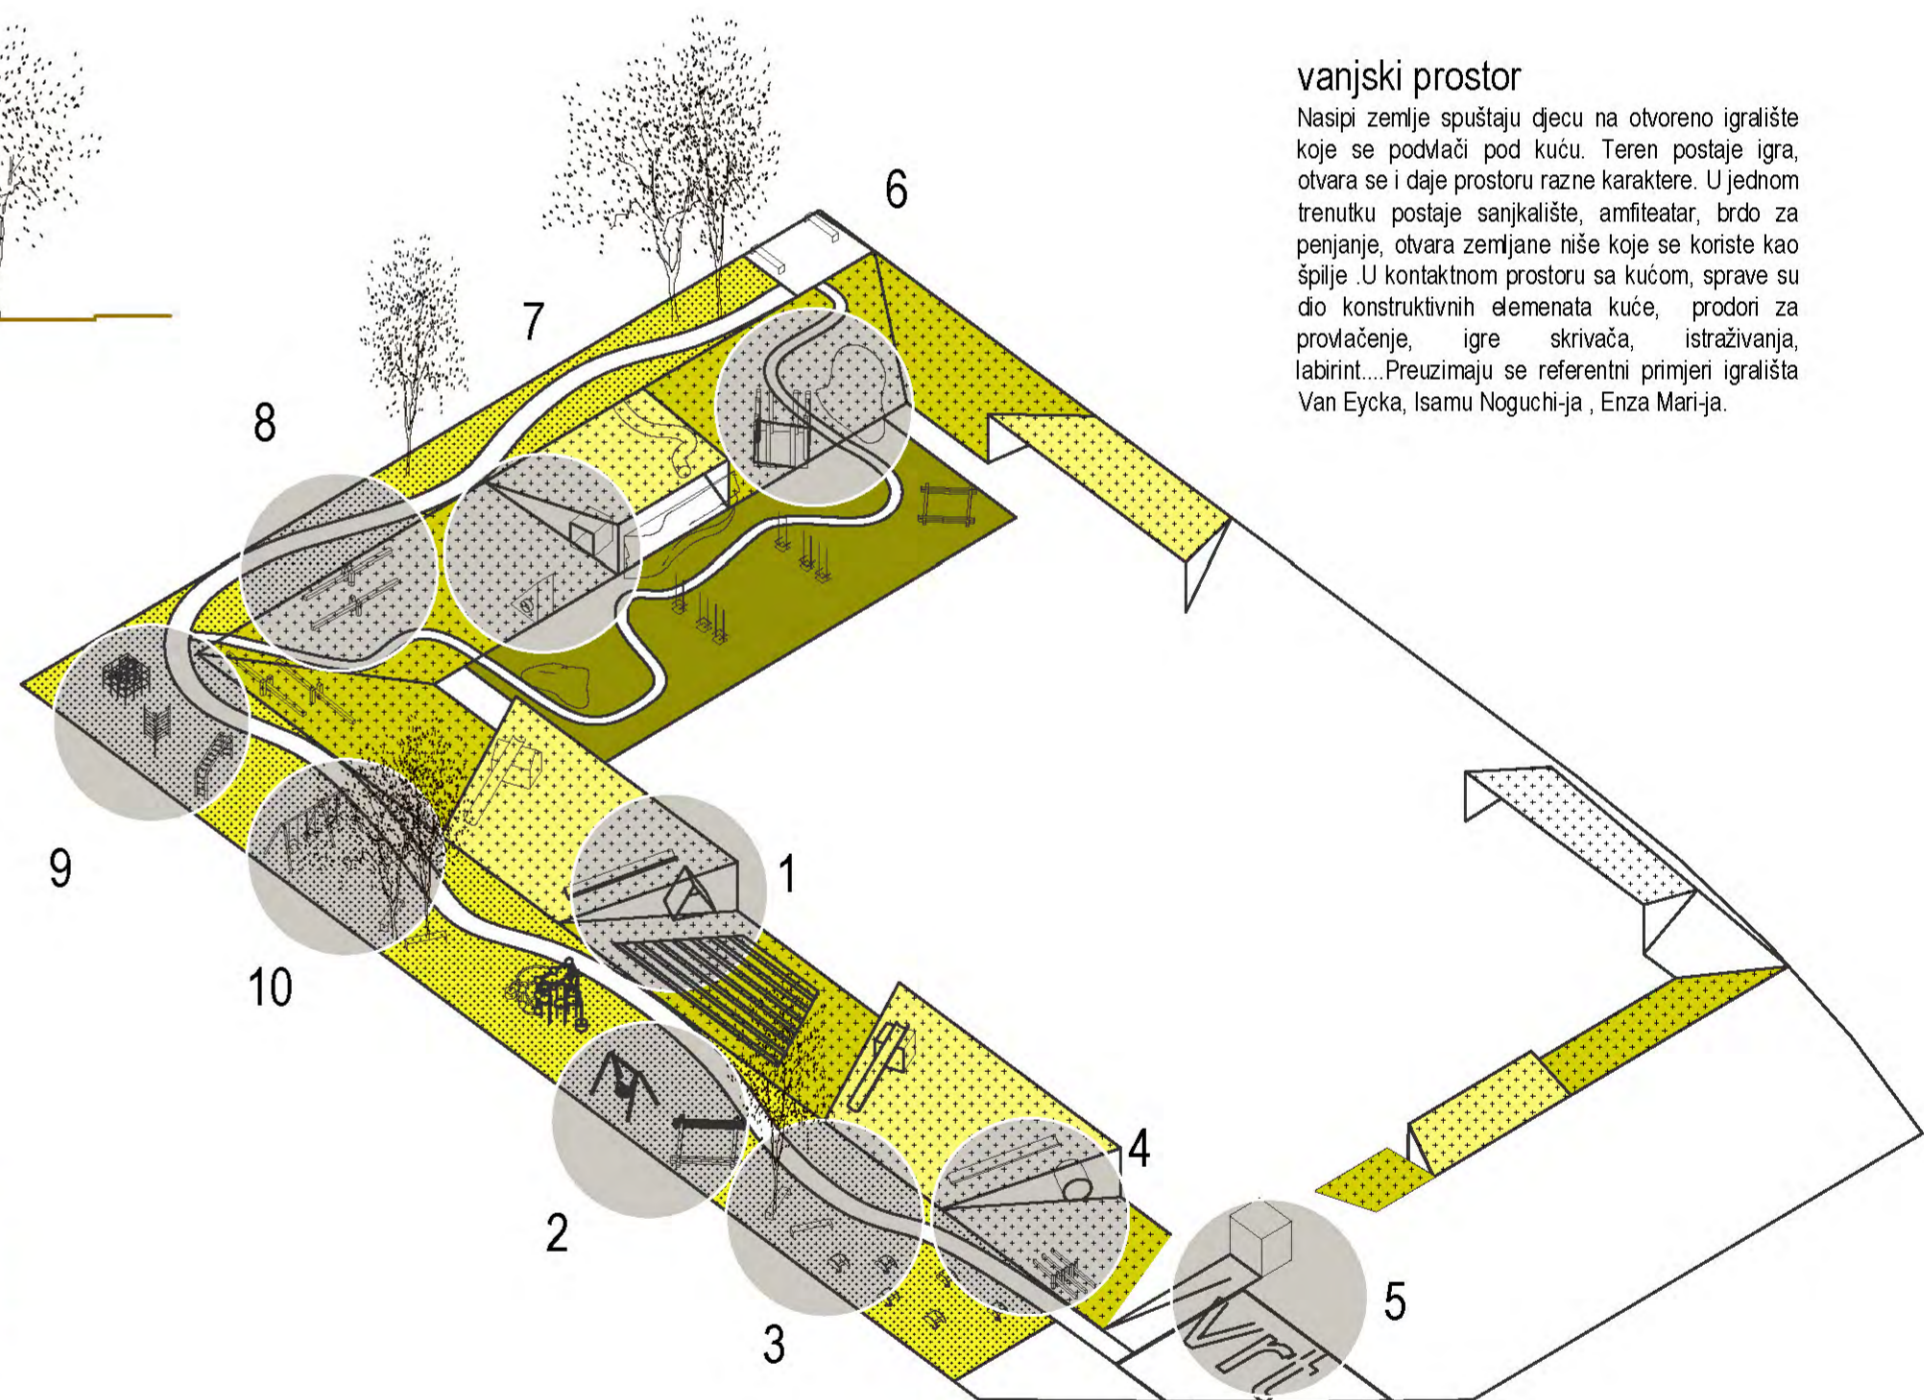 vanjski prostor
Nasipi zemlje spuštaju djecu na otvoreno igralište
koje se podvlači pod kuću. Teren postaje igra,
otvara se i daje prostoru razne karaktere. U jednom
trenutku postaje sanjkalište, amfiteatar, brdo za
penjanje, otvara zemljane niše koje se koriste kao
špilje .U kontaktnom prostoru sa kućom, sprave su
dio konstruktivnih elemenata kuće, prodori za
provlačenje, igre skrivača, istraživanja,
labirint....Preuzimaju se referentni primjeri igrališta
Van Eycka, Isamu Noguchi-ja , Enza Mari-ja.
6
7
8
9
1
10
4
2
5
3
vrit